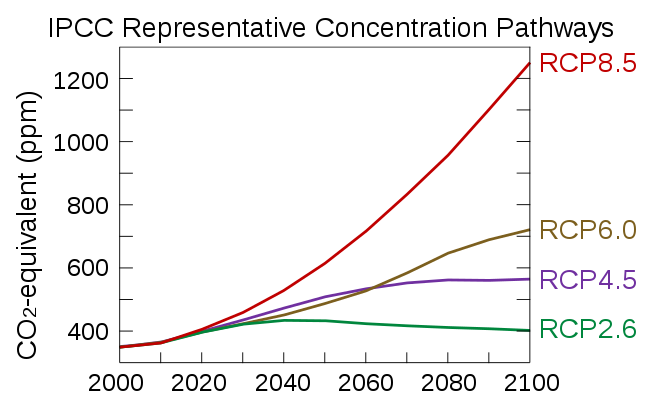 IPCC Representative Concentration Pathways
CO2-equivalent (ppm)
1200
1000
800
600
400
2000 2020 2040 2060 2080 2100
RCP8.5
RCP6.0
RCP4.5
RCP2.6